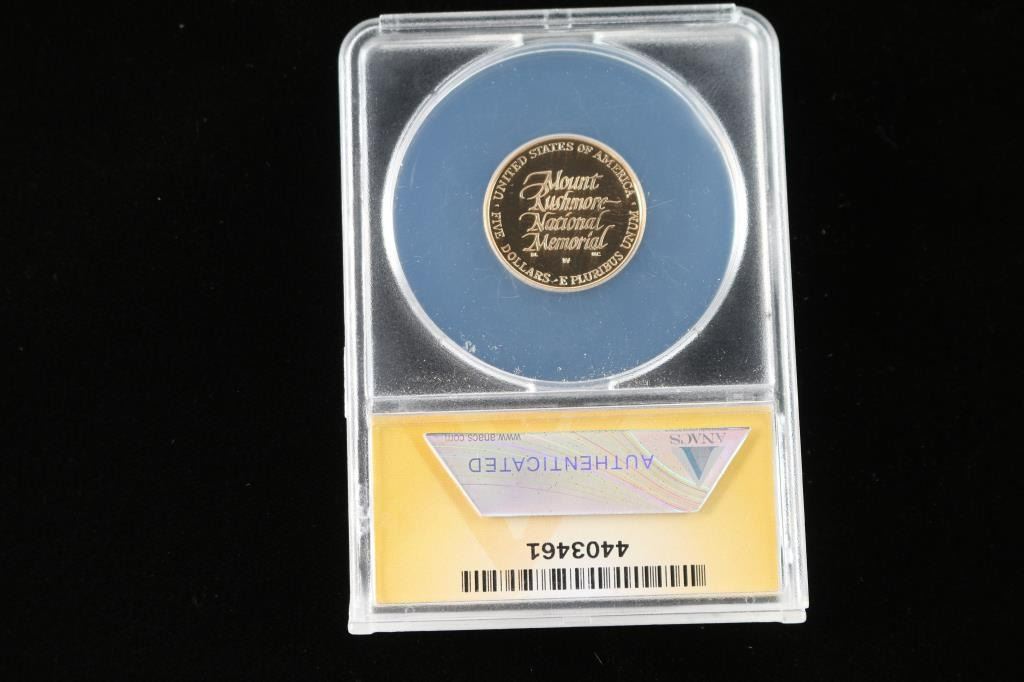 UNITED STATES OF AMERICA
Mount
Rushmore
National
Memorial
FIVE DOLLARS · E PLURIBUS UNUM
4403461
AUTHENTICATED
ANACS
www.anacs.com